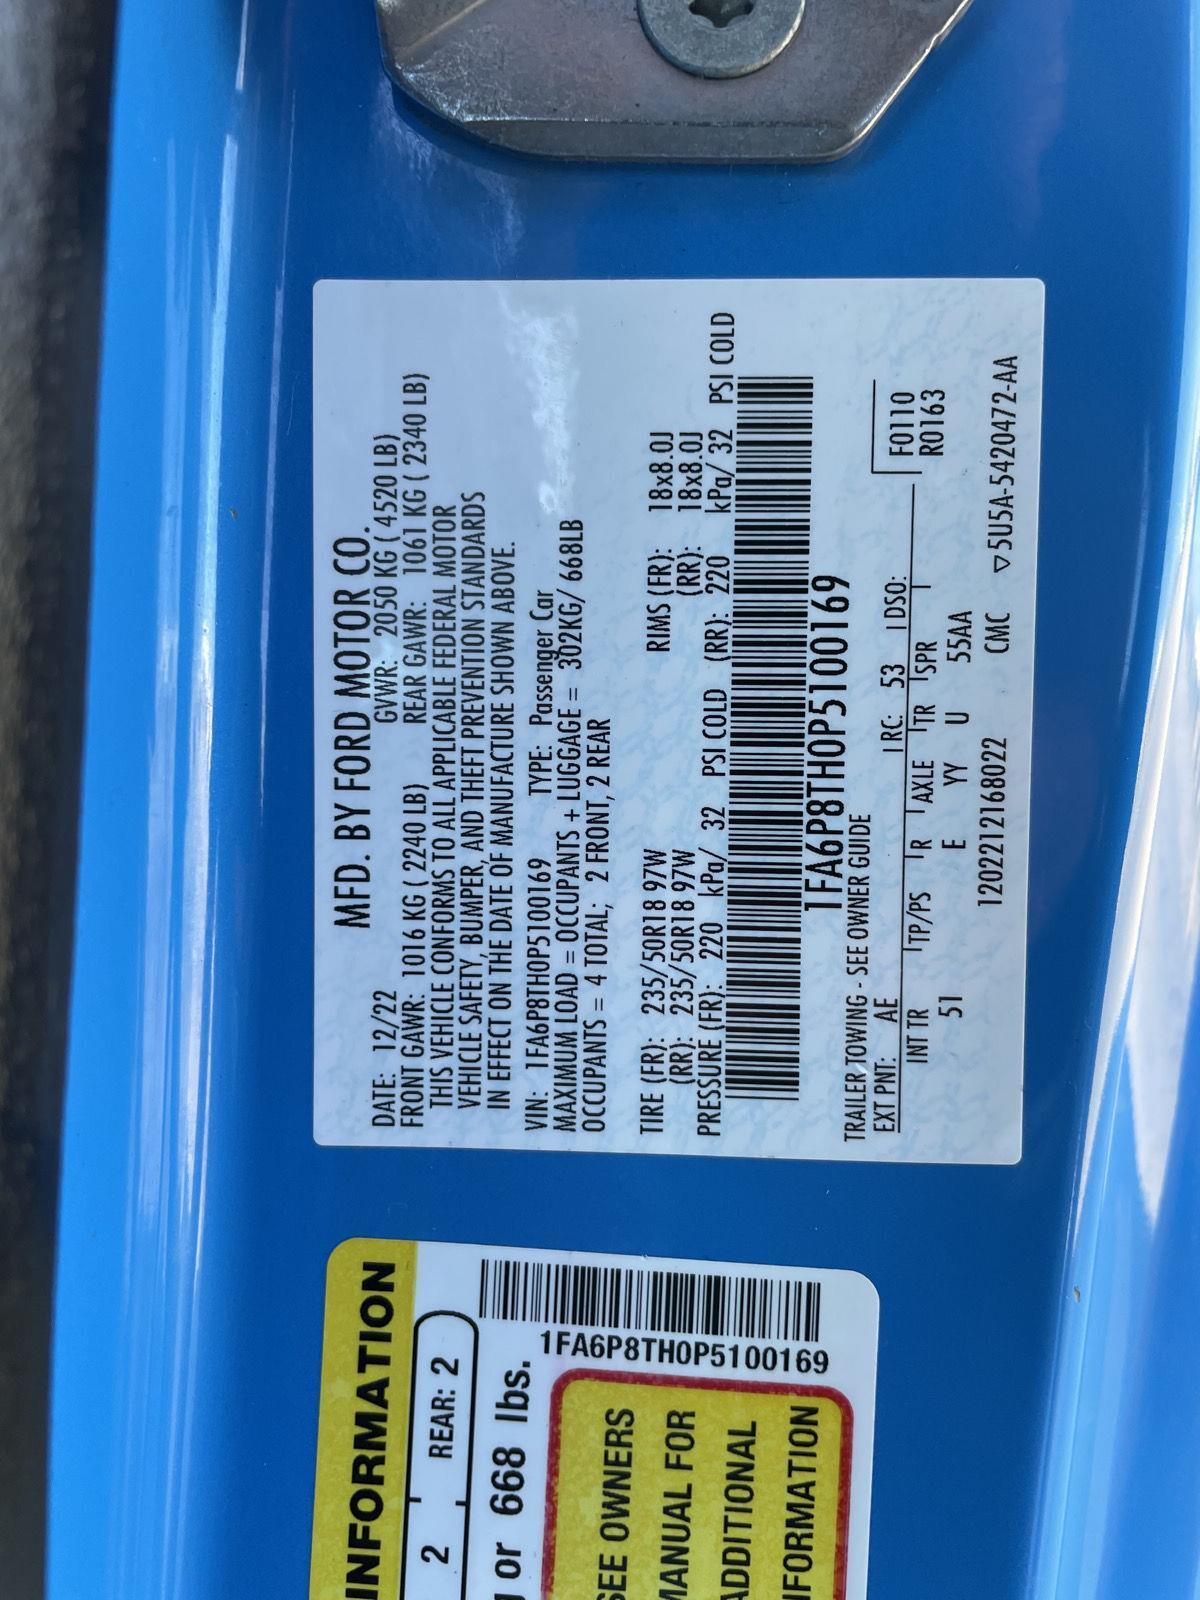 MFD. BY FORD MOTOR CO.
DATE: 12/22 GVWR: 2050 KG ( 4520 LB)
FRONT GAWR: 1016 KG ( 2240 LB) REAR GAWR: 1061 KG ( 2340 LB)
THIS VEHICLE CONFORMS TO ALL APPLICABLE FEDERAL MOTOR
VEHICLE SAFETY, BUMPER, AND THEFT PREVENTION STANDARDS
IN EFFECT ON THE DATE OF MANUFACTURE SHOWN ABOVE.
VIN: 1FA6P8TH0P5100169 TYPE: Passenger Car
MAXIMUM LOAD = OCCUPANTS + LUGGAGE = 302KG/ 668LB
OCCUPANTS = 4 TOTAL; 2 FRONT, 2 REAR
TIRE (FR): 235/50R18 97W RIMS (FR): 18x8.0J
(RR): 235/50R18 97W (RR): 18x8.0J
PRESSURE (FR): 220 kPa/ 32 PSI COLD (RR): 220 kPa/ 32 PSI COLD
1FA6P8TH0P5100169
TRAILER TOWING - SEE OWNER GUIDE
EXT PNT: AE RC: 53 DSO: F0110
INT TR TP/PS R AXLE TR SPR R0163
51 E YY U 55AA
1202212168022 CMC ▽5U5A-5420472-AA
INFORMATION
2 REAR: 2
or 668 lbs.
1FA6P8TH0P5100169
SEE OWNERS
MANUAL FOR
ADDITIONAL
INFORMATION